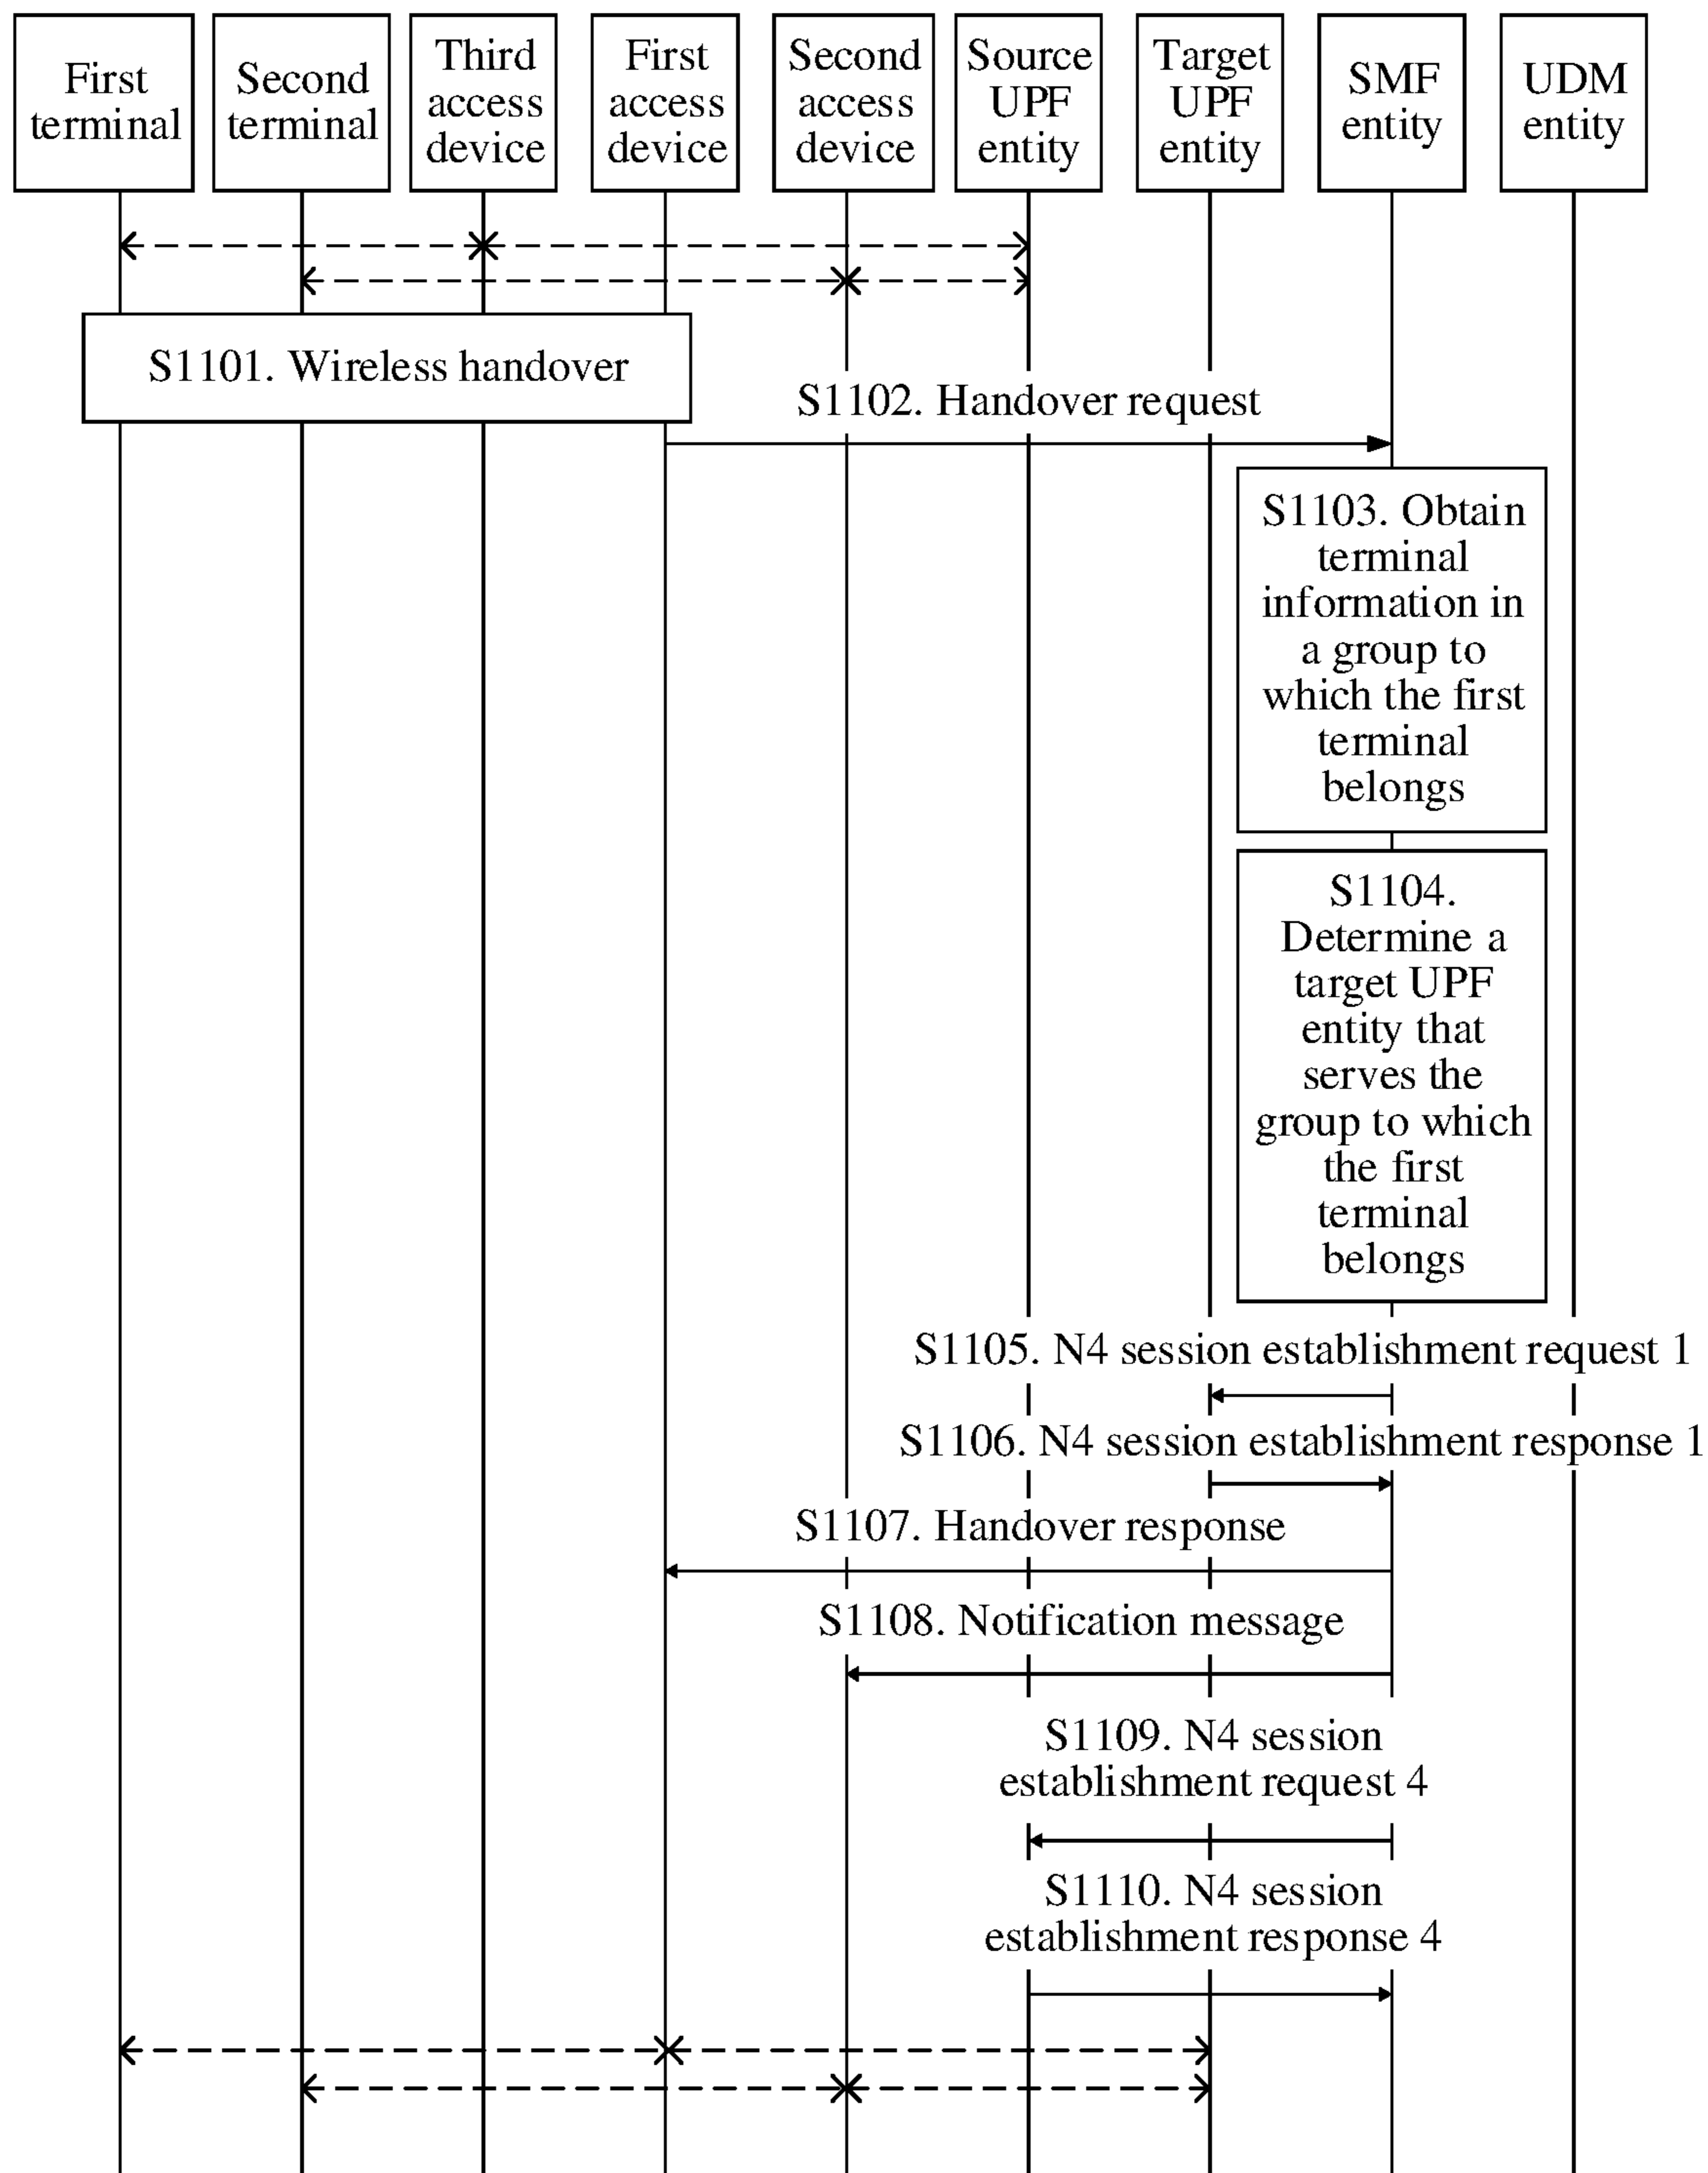 First
terminal
Second
terminal
Third
access
device
First
access
device
Second
access
device
Source
UPF
entity
Target
UPF
entity
SMF
entity
UDM
entity
S1101. Wireless handover
S1102. Handover request
S1103. Obtain
terminal
information in
a group to
which the first
terminal
belongs
S1104.
Determine a
target UPF
entity that
serves the
group to which
the first
terminal
belongs
S1105. N4 session establishment request 1
S1106. N4 session establishment response 1
S1107. Handover response
S1108. Notification message
S1109. N4 session
establishment request 4
S1110. N4 session
establishment response 4